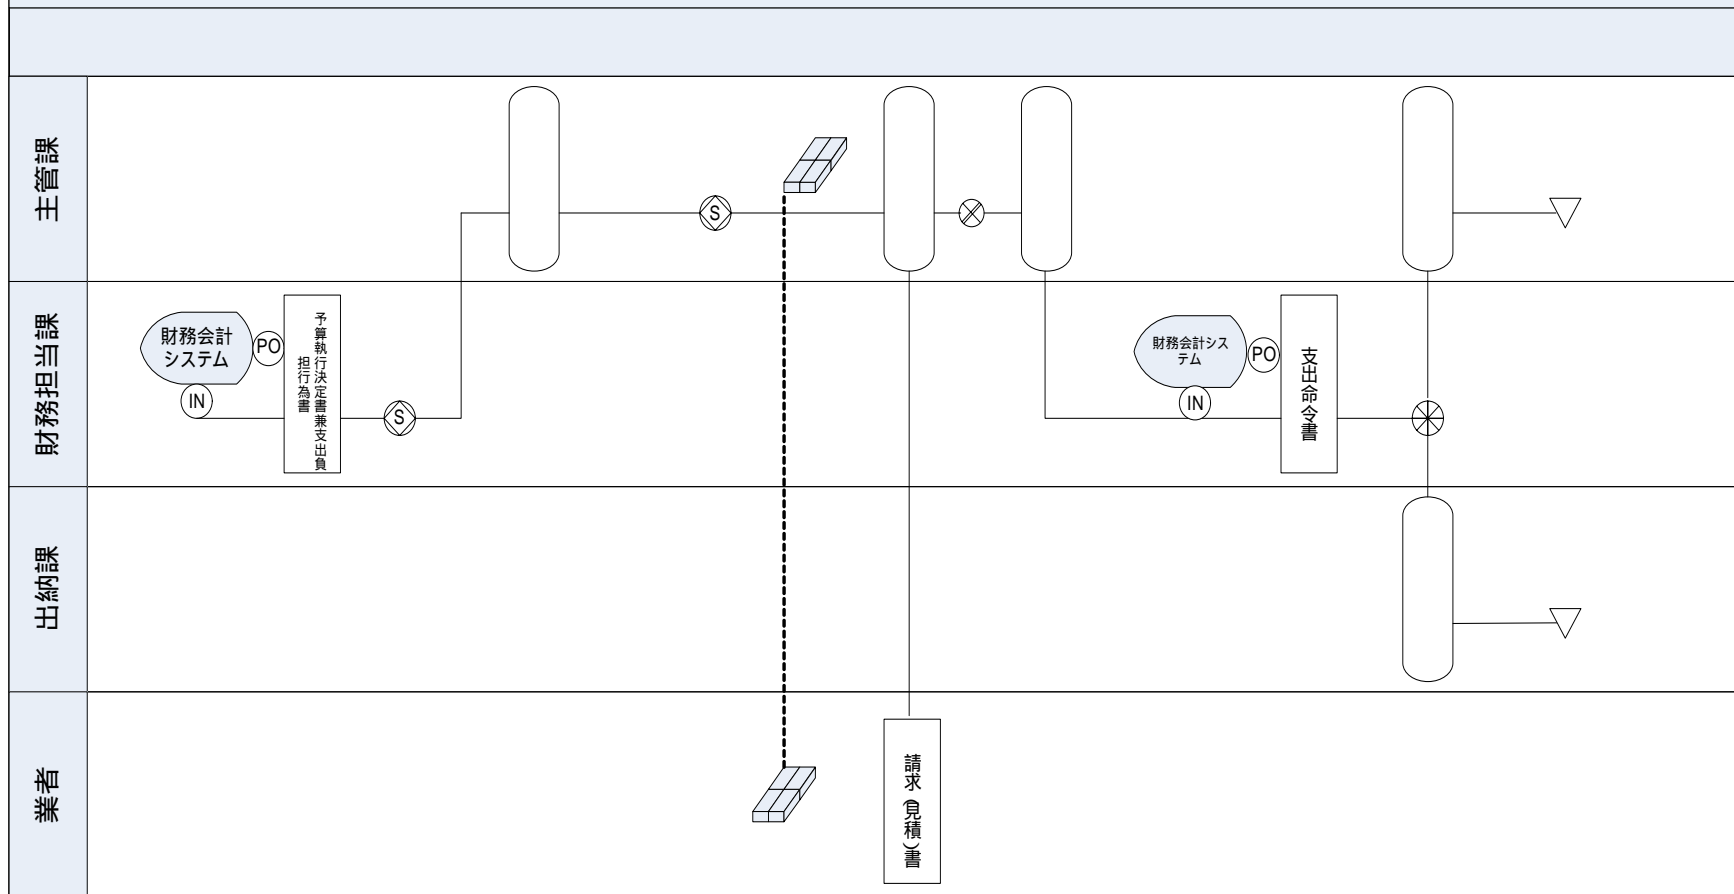 主管課
S
財務担当課
財務会計
システム
PO
IN
予算執行決定書兼支出負
担行為書
S
財務会計シス
テム
PO
IN
支出命令書
出納課
業者
請求(見積)書